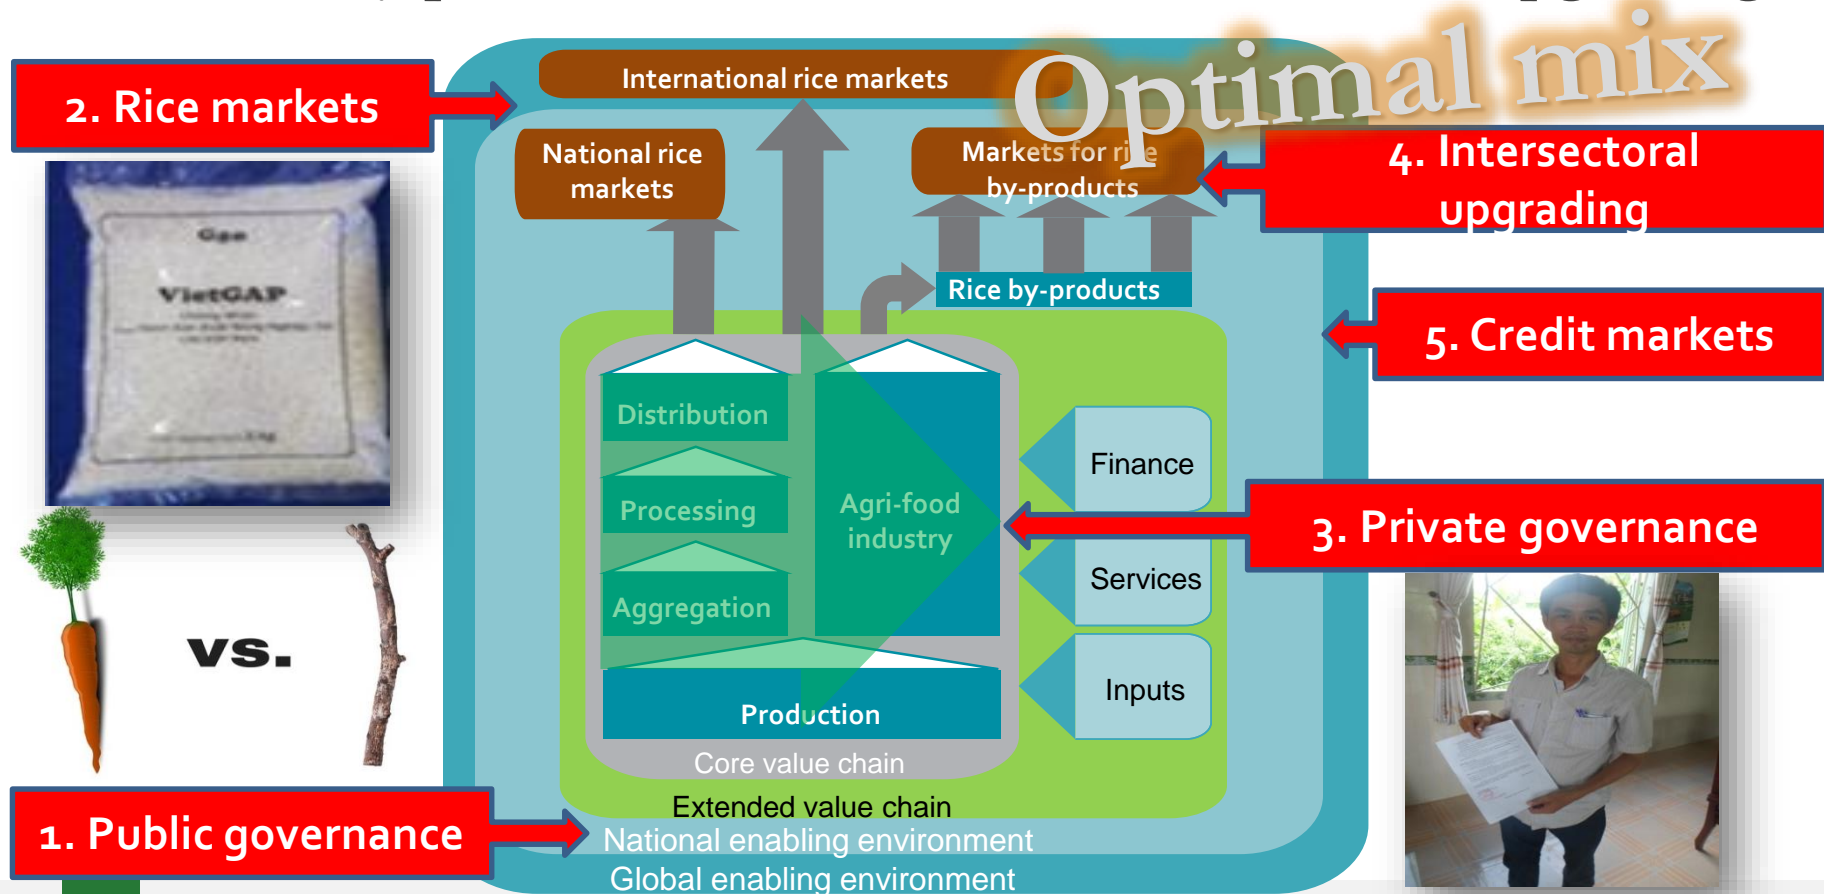 Optimal mix
International rice markets
2. Rice markets
National rice
markets
Markets for rice
by-products
4. Intersectoral
upgrading
Gạo
VietGAP
Rice by-products
5. Credit markets
Distribution
Processing
Aggregation
Agri-food
industry
Finance
3. Private governance
Services
Inputs
vs.
Production
Core value chain
Extended value chain
1. Public governance
National enabling environment
Global enabling environment